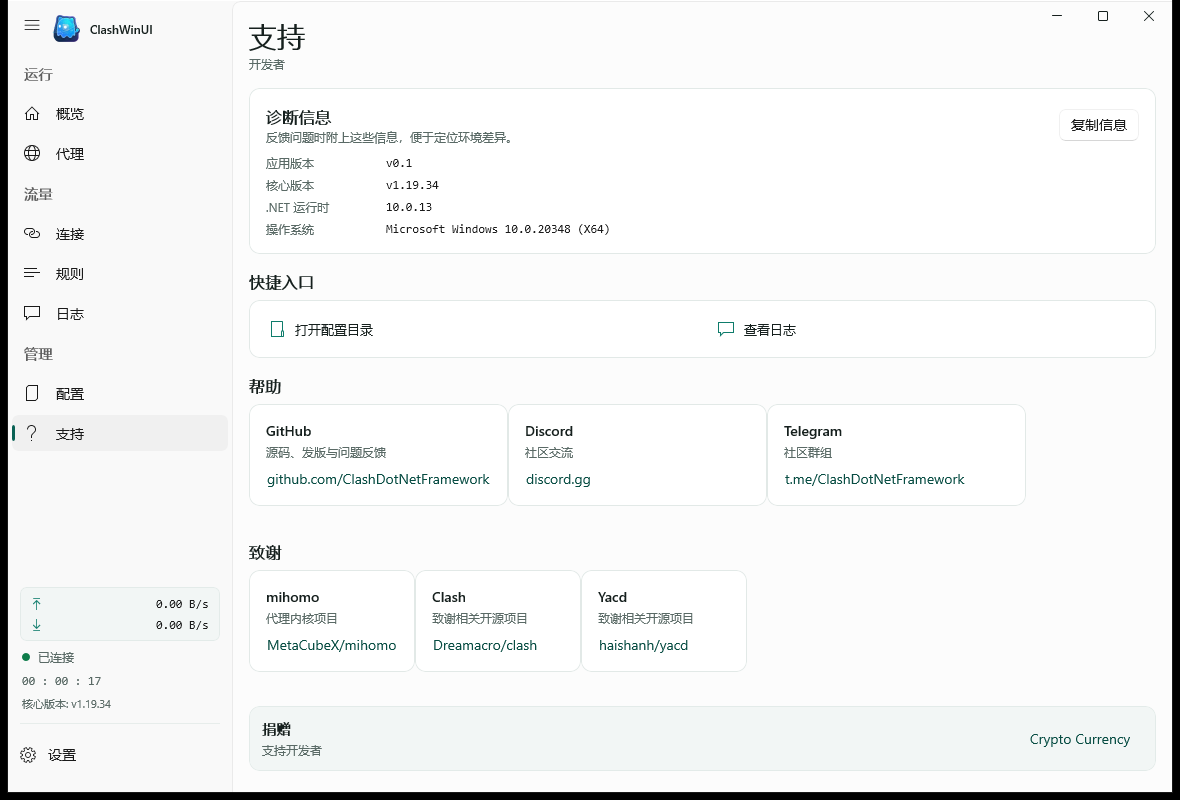 ClashWinUI
运行
概览
代理
流量
连接
规则
日志
管理
配置
支持
0.00 B/s
0.00 B/s
已连接
00 : 00 : 17
核心版本: v1.19.34
设置
支持
开发者
诊断信息
反馈问题时附上这些信息，便于定位环境差异。
复制信息
应用版本 v0.1
核心版本 v1.19.34
.NET 运行时 10.0.13
操作系统 Microsoft Windows 10.0.20348 (X64)
快捷入口
打开配置目录 查看日志
帮助
GitHub
源码、发版与问题反馈
github.com/ClashDotNetFramework
Discord
社区交流
discord.gg
Telegram
社区群组
t.me/ClashDotNetFramework
致谢
mihomo
代理内核项目
MetaCubeX/mihomo
Clash
致谢相关开源项目
Dreamacro/clash
Yacd
致谢相关开源项目
haishanh/yacd
捐赠
支持开发者
Crypto Currency